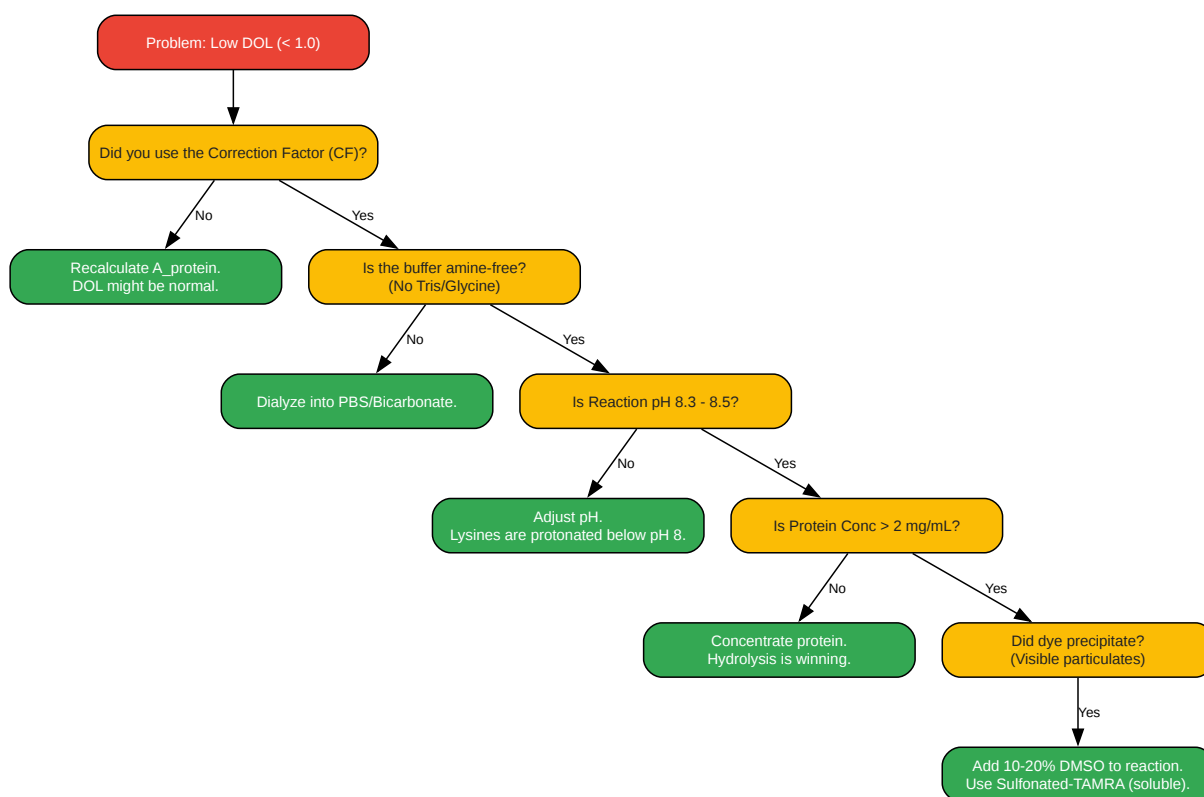 Problem: Low DOL (< 1.0)
Did you use the Correction Factor (CF)?
No
Yes
Recalculate A_protein.
DOL might be normal.
Is the buffer amine-free?
(No Tris/Glycine)
No
Yes
Dialyze into PBS/Bicarbonate.
Is Reaction pH 8.3 - 8.5?
No
Yes
Adjust pH.
Lysines are protonated below pH 8.
Is Protein Conc > 2 mg/mL?
No
Yes
Concentrate protein.
Hydrolysis is winning.
Did dye precipitate?
(Visible particulates)
Yes
Add 10-20% DMSO to reaction.
Use Sulfonated-TAMRA (soluble).